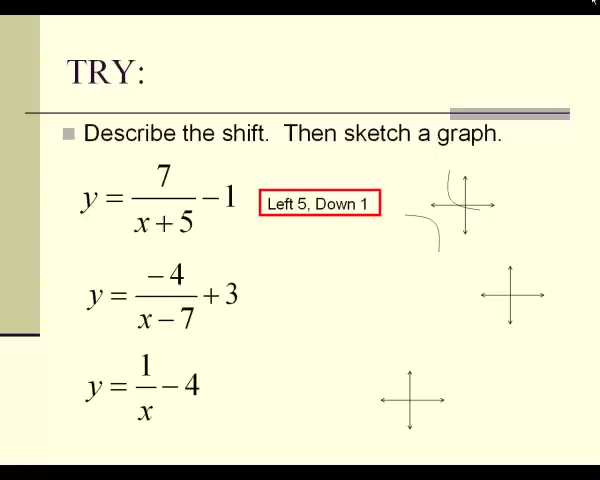 TRY:
Describe the shift. Then sketch a graph.
y = 7/(x + 5) − 1
Left 5, Down 1
y = −4/(x − 7) + 3
y = 1/x − 4